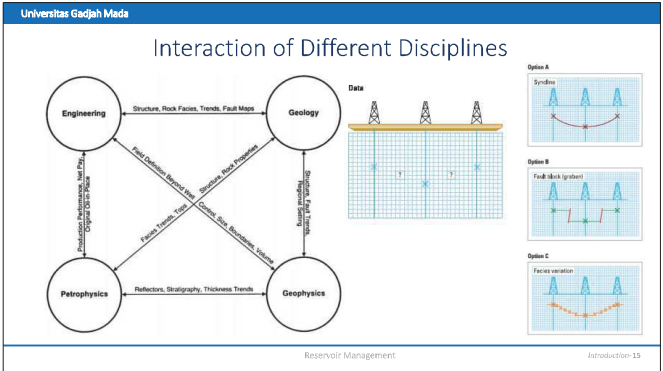 Universitas Gadjah Mada
Interaction of Different Disciplines
Engineering
Structure, Rock Facies, Trends, Fault Maps
Geology
Production Performance, Net Pay,
Original Oil-in-Place
Field Definition Beyond Well
Control, Size, Boundaries, Volume
Structure, Rock Properties
Facies Trends, Tops
Structure, Fault Trends,
Regional Setting
Petrophysics
Reflectors, Stratigraphy, Thickness Trends
Geophysics
Data
?
?
Option A
Syncline
Option B
Fault block (graben)
Option C
Facies variation
Reservoir Management
Introduction-15